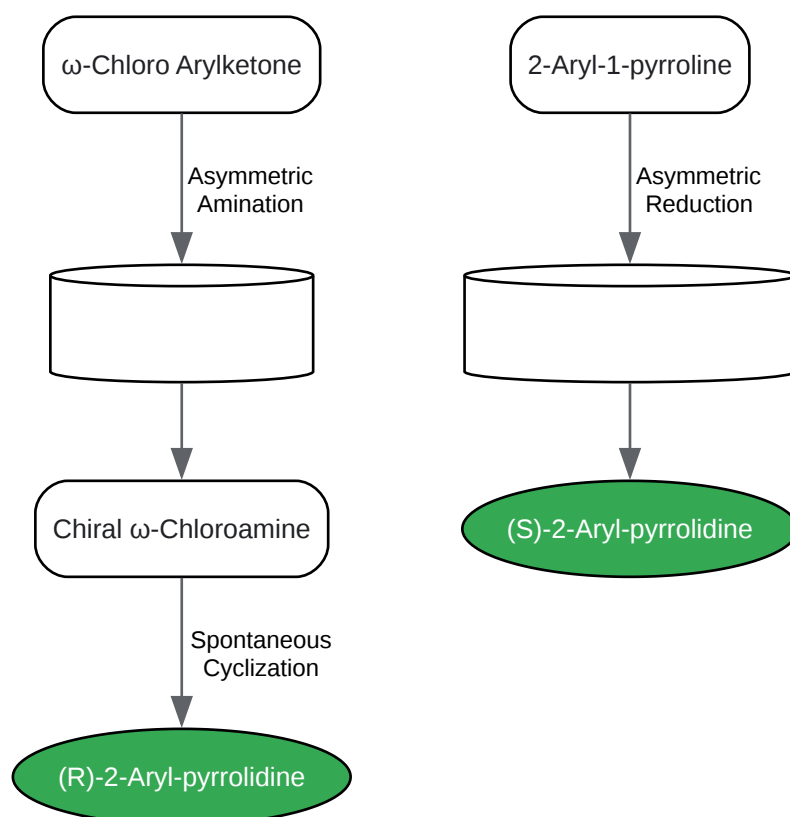 ω-Chloro Arylketone
2-Aryl-1-pyrroline
Asymmetric
Amination
Asymmetric
Reduction
Chiral ω-Chloroamine
(S)-2-Aryl-pyrrolidine
Spontaneous
Cyclization
(R)-2-Aryl-pyrrolidine